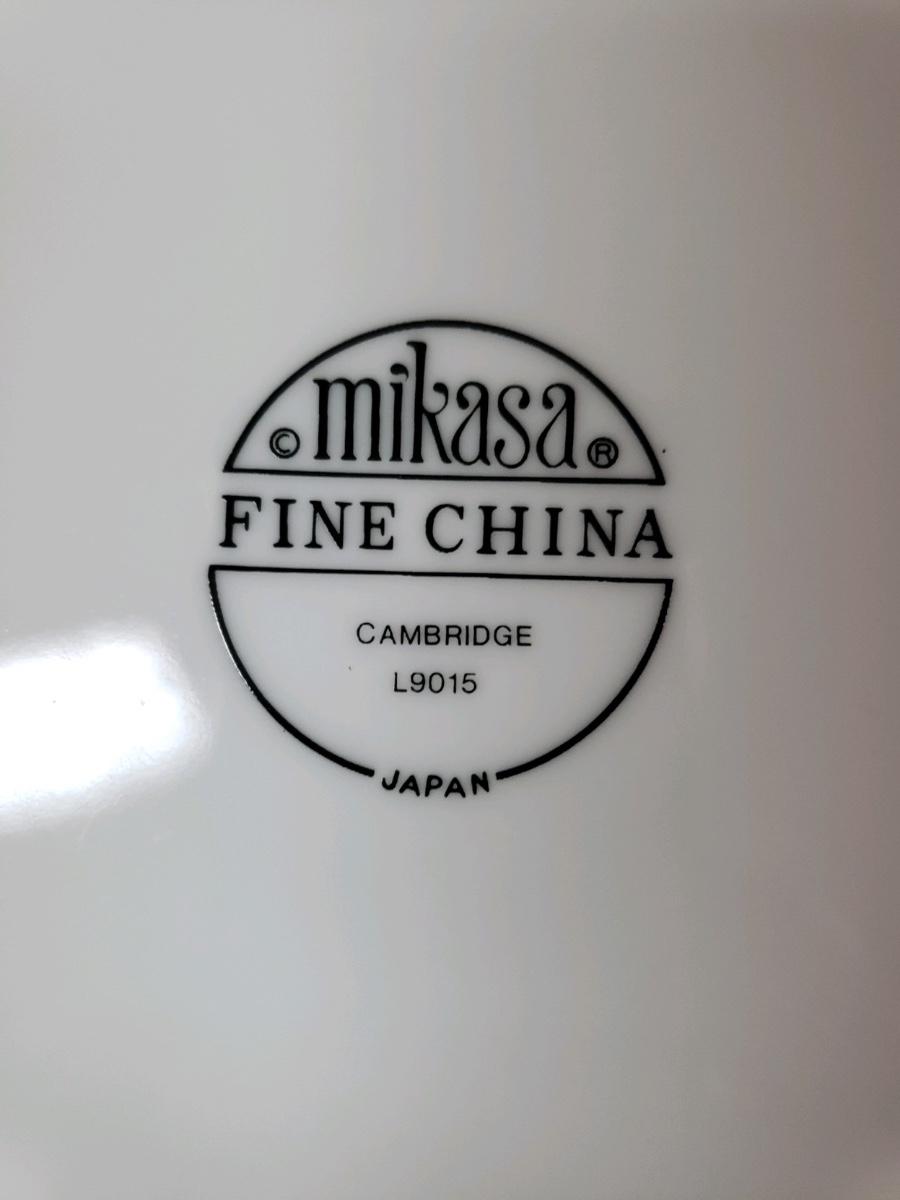 © mikasa ®
FINE CHINA
CAMBRIDGE
L9015
JAPAN